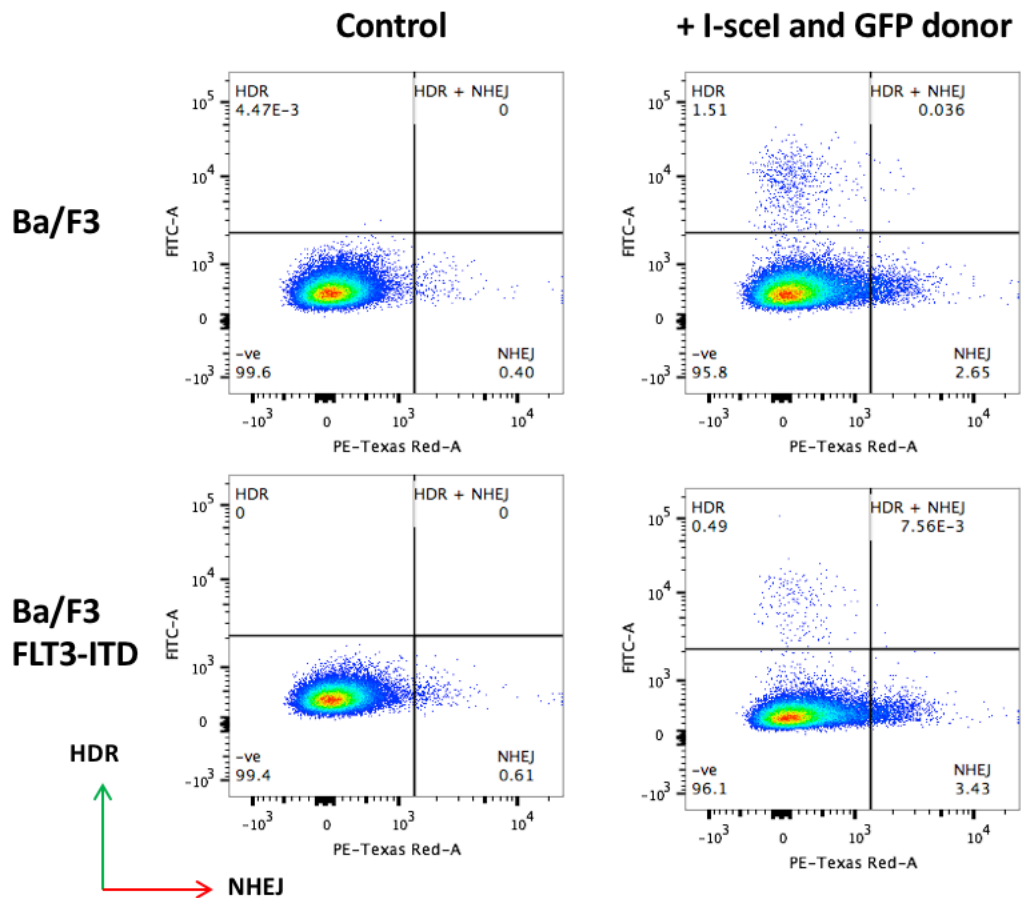 Control
+ I-sceI and GFP donor
Ba/F3
HDR
4.47E-3
HDR + NHEJ
0
10^5
10^4
10^3
0
-10^3
FITC-A
-ve
99.6
NHEJ
0.40
-10^3 0 10^3 10^4
PE-Texas Red-A
HDR
1.51
HDR + NHEJ
0.036
10^5
10^4
10^3
0
-10^3
FITC-A
-ve
95.8
NHEJ
2.65
-10^3 0 10^3 10^4
PE-Texas Red-A
Ba/F3
FLT3-ITD
HDR
0
HDR + NHEJ
0
10^5
10^4
10^3
0
-10^3
FITC-A
-ve
99.4
NHEJ
0.61
-10^3 0 10^3 10^4
PE-Texas Red-A
HDR
0.49
HDR + NHEJ
7.56E-3
10^5
10^4
10^3
0
-10^3
FITC-A
-ve
96.1
NHEJ
3.43
-10^3 0 10^3 10^4
PE-Texas Red-A
HDR
NHEJ